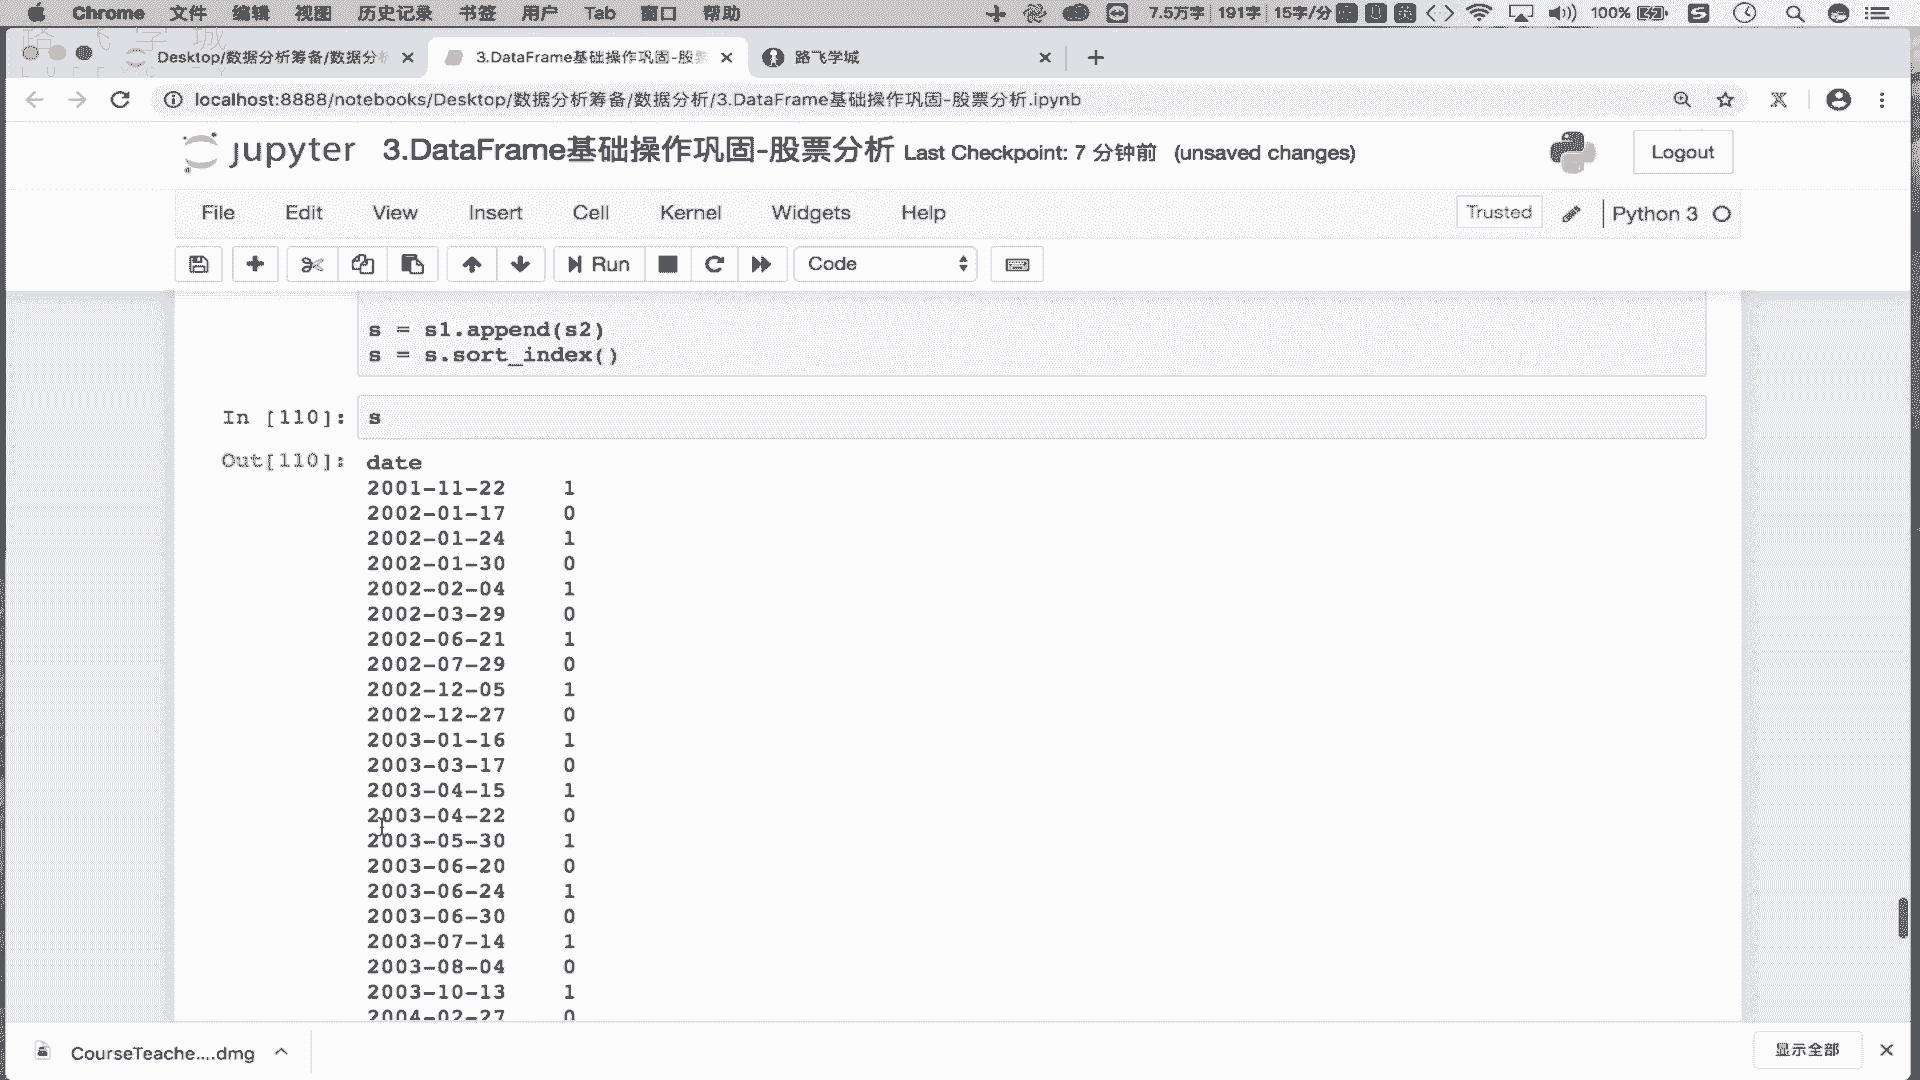 Chrome 文件 编辑 视图 历史记录 书签 用户 Tab 窗口 帮助 7.5万字 191字 15字/分 100%
Desktop/数据分析筹备/数据分析
3.DataFrame基础操作巩固-股票
路飞学城
localhost:8888/notebooks/Desktop/数据分析筹备/数据分析/3.DataFrame基础操作巩固-股票分析.ipynb
jupyter 3.DataFrame基础操作巩固-股票分析 Last Checkpoint: 7 分钟前 (unsaved changes)
Logout
File Edit View Insert Cell Kernel Widgets Help
Trusted
Python 3
Run
Code
s = s1.append(s2)
s = s.sort_index()
In [110]: s
Out[110]: date
2001-11-22 1
2002-01-17 0
2002-01-24 1
2002-01-30 0
2002-02-04 1
2002-03-29 0
2002-06-21 1
2002-07-29 0
2002-12-05 1
2002-12-27 0
2003-01-16 1
2003-03-17 0
2003-04-15 1
2003-04-22 0
2003-05-30 1
2003-06-20 0
2003-06-24 1
2003-06-30 0
2003-07-14 1
2003-08-04 0
2003-10-13 1
2004-02-27 0
CourseTeache....dmg
显示全部